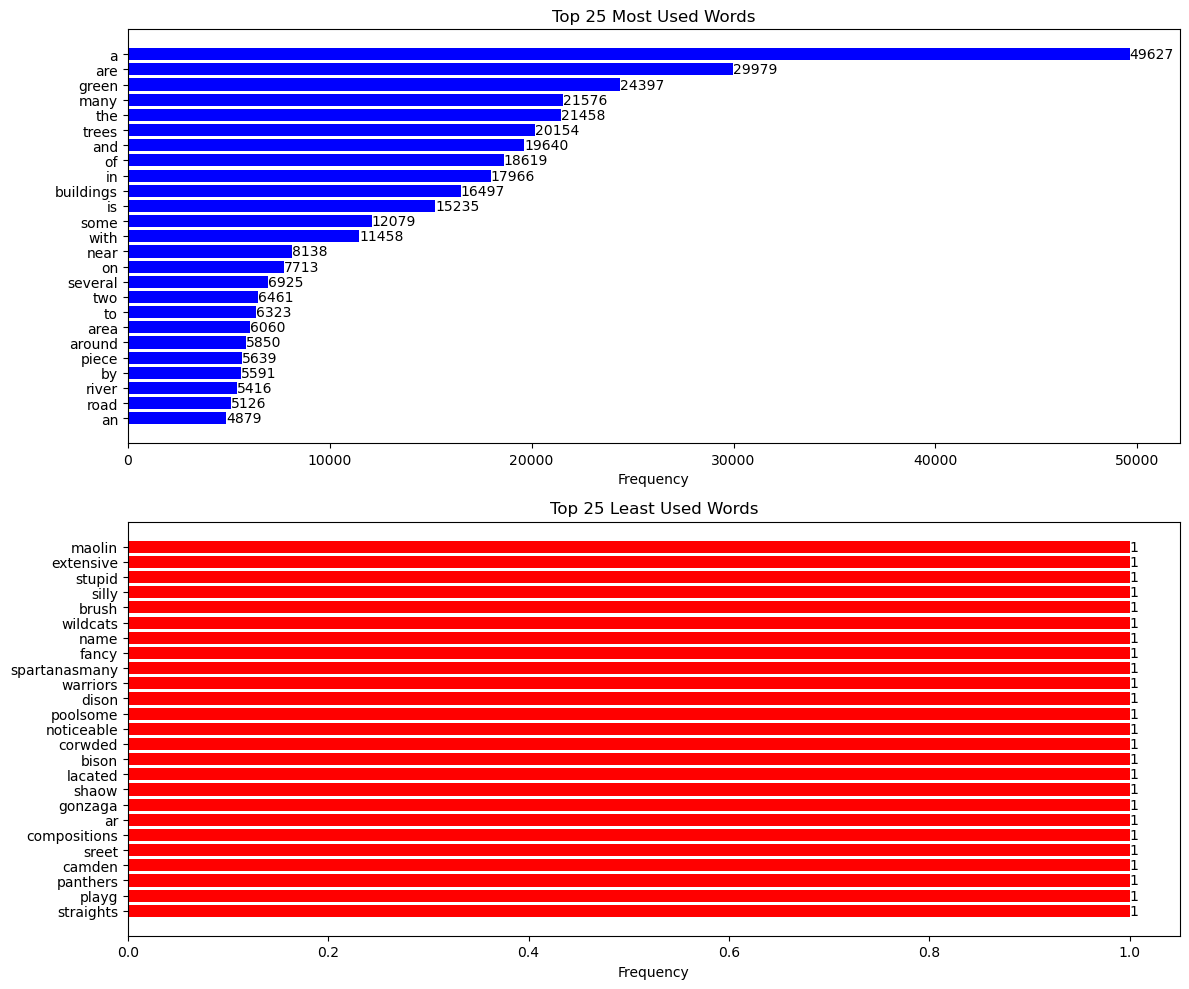 Top 25 Most Used Words
a 49627
are 29979
green 24397
many 21576
the 21458
trees 20154
and 19640
of 18619
in 17966
buildings 16497
is 15235
some 12079
with 11458
near 8138
on 7713
several 6925
two 6461
to 6323
area 6060
around 5850
piece 5639
by 5591
river 5416
road 5126
an 4879
0 10000 20000 30000 40000 50000
Frequency
Top 25 Least Used Words
maolin 1
extensive 1
stupid 1
silly 1
brush 1
wildcats 1
name 1
fancy 1
spartanasmany 1
warriors 1
dison 1
poolsome 1
noticeable 1
corwded 1
bison 1
lacated 1
shaow 1
gonzaga 1
ar 1
compositions 1
sreet 1
camden 1
panthers 1
playg 1
straights 1
0.0 0.2 0.4 0.6 0.8 1.0
Frequency